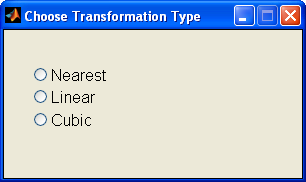 Choose Transformation Type
Nearest
Linear
Cubic